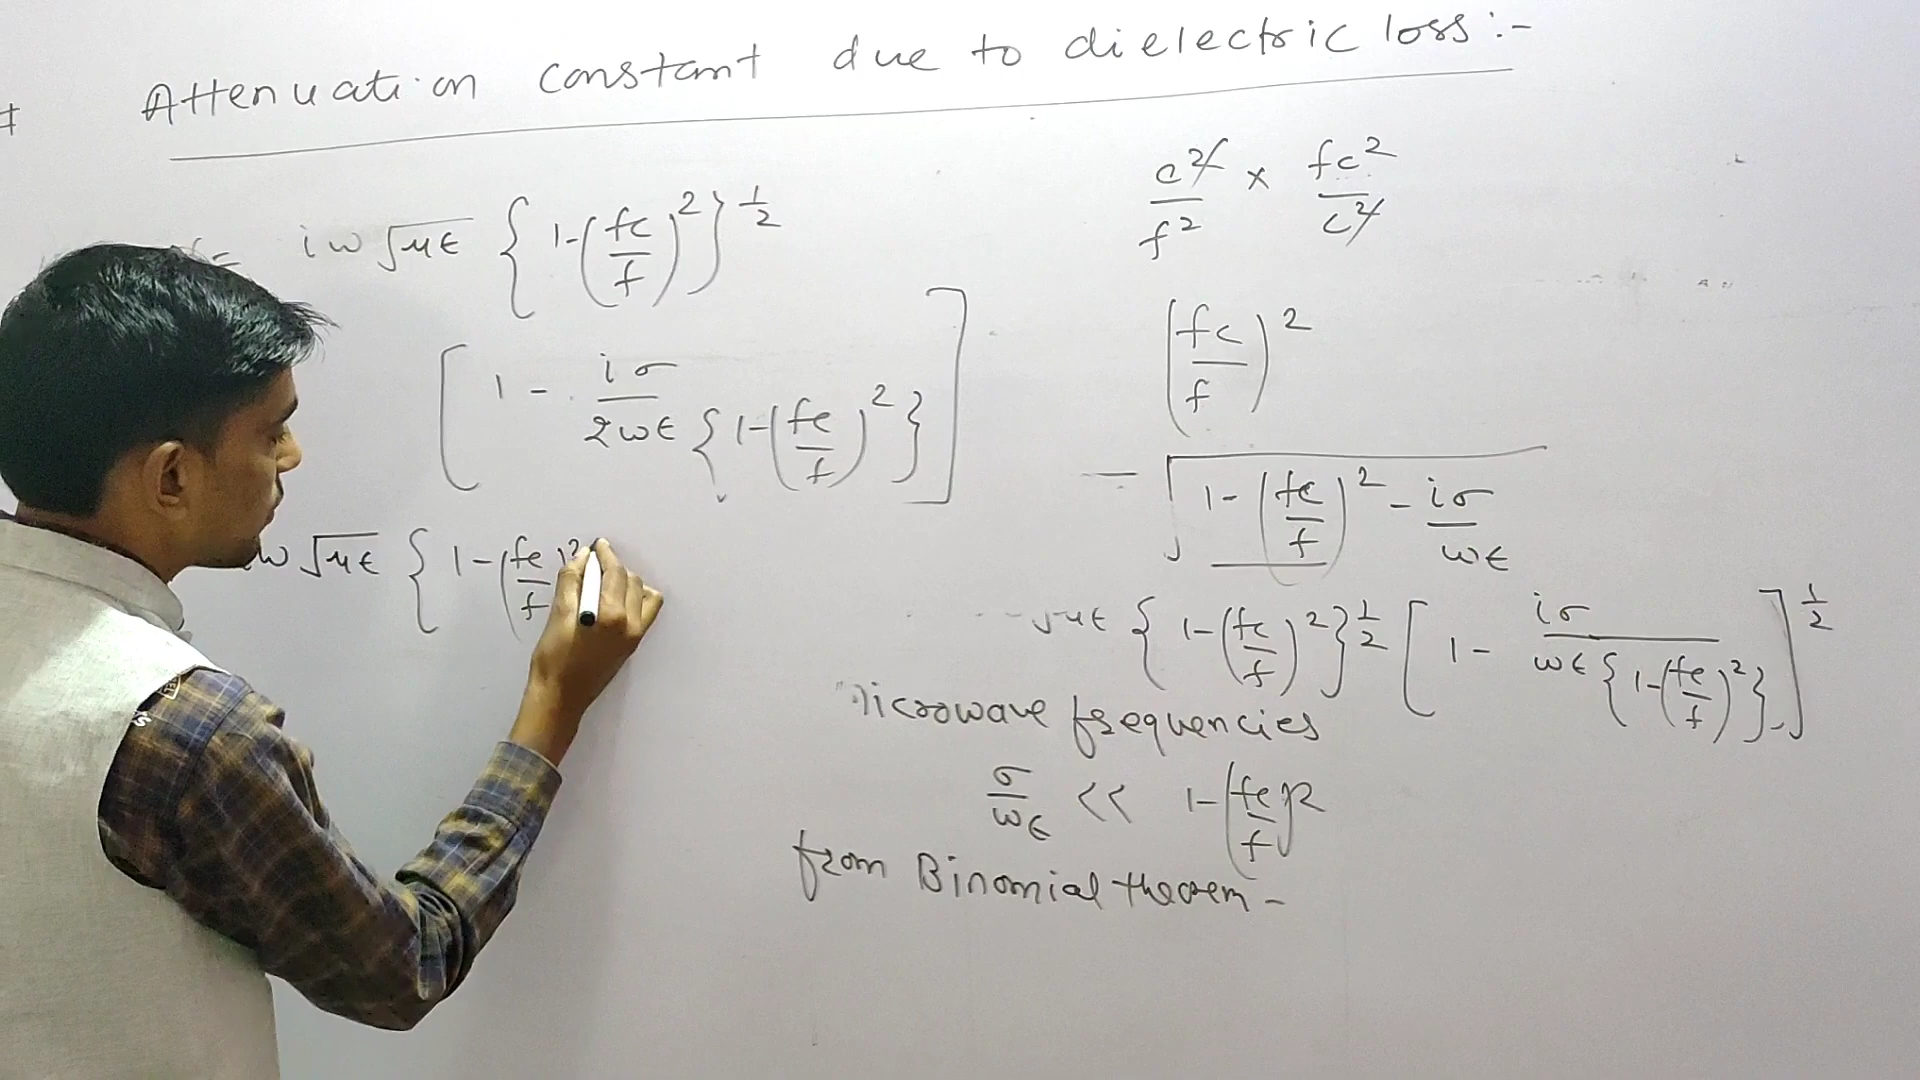 Attenuation constant due to dielectric loss :-
= iω√με {1-(fc/f)²}^½
[1 - iσ/2ωε{1-(fc/f)²}]
ω√με {1-(fc/f)²
c²/f² × fc²/c²
(fc/f)²
= √1-(fc/f)² - iσ/ωε
√με {1-(fc/f)²}^½ [1 - iσ/ωε{1-(fc/f)²}]^½
Microwave frequencies
σ/ωε << 1-(fc/f)²
from Binomial theorem -